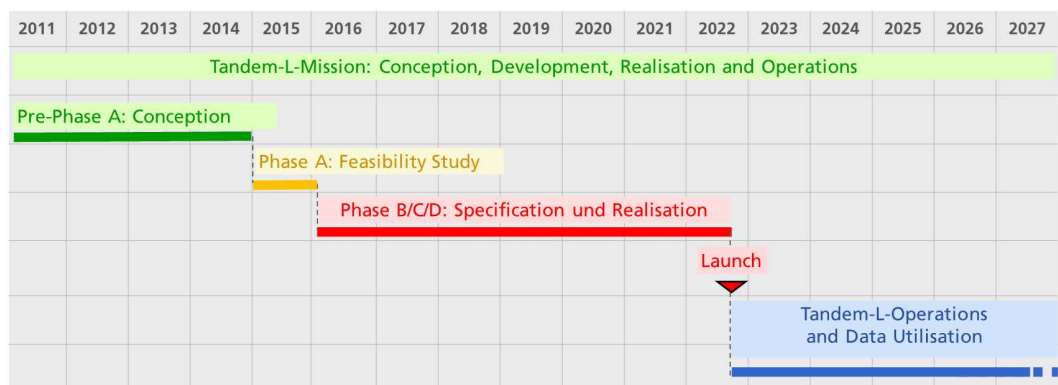 2011 2012 2013 2014 2015 2016 2017 2018 2019 2020 2021 2022 2023 2024 2025 2026 2027
Tandem-L-Mission: Conception, Development, Realisation and Operations
Pre-Phase A: Conception
Phase A: Feasibility Study
Phase B/C/D: Specification und Realisation
Launch
Tandem-L-Operations
and Data Utilisation